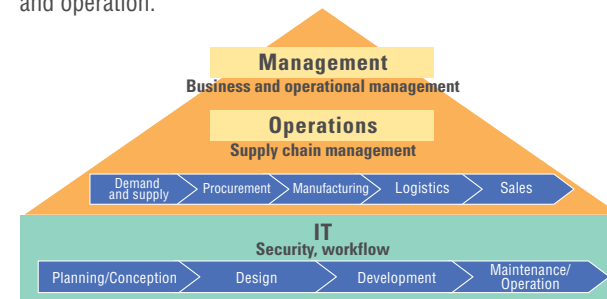 and operation.
Management
Business and operational management
Operations
Supply chain management
Demand
and supply
Procurement
Manufacturing
Logistics
Sales
IT
Security, workflow
Planning/Conception
Design
Development
Maintenance/
Operation